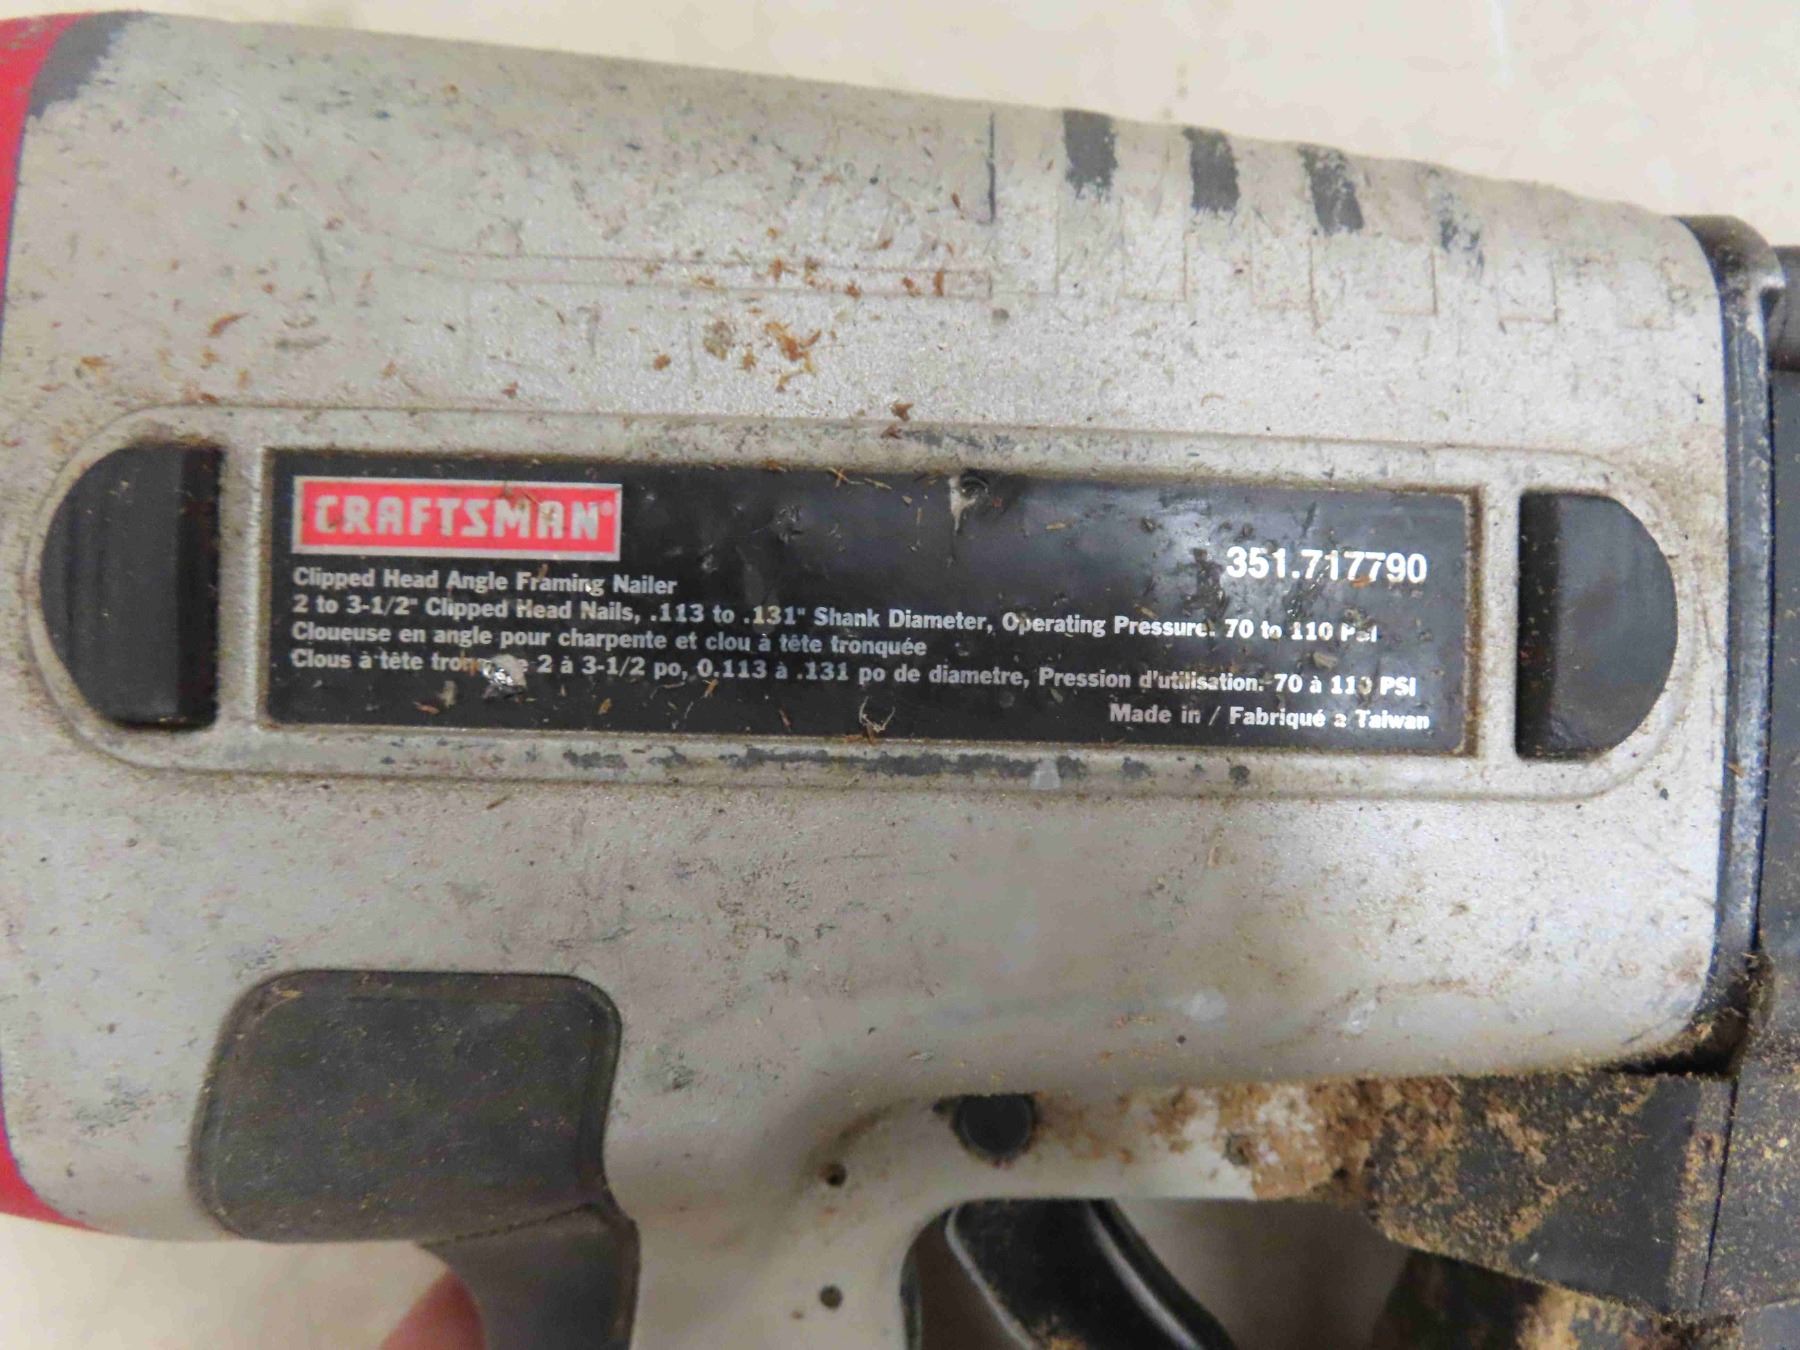 CRAFTSMAN®
351.717790
Clipped Head Angle Framing Nailer
2 to 3-1/2" Clipped Head Nails, .113 to .131" Shank Diameter, Operating Pressure. 70 to 110 PSI
Cloueuse en angle pour charpente et clou à tête tronquée
Clous à tête 2 à 3-1/2 po, 0.113 à .131 po de diametre, Pression d'utilisation. 70 à 110 PSI
Made in / Fabriqué a Taiwan